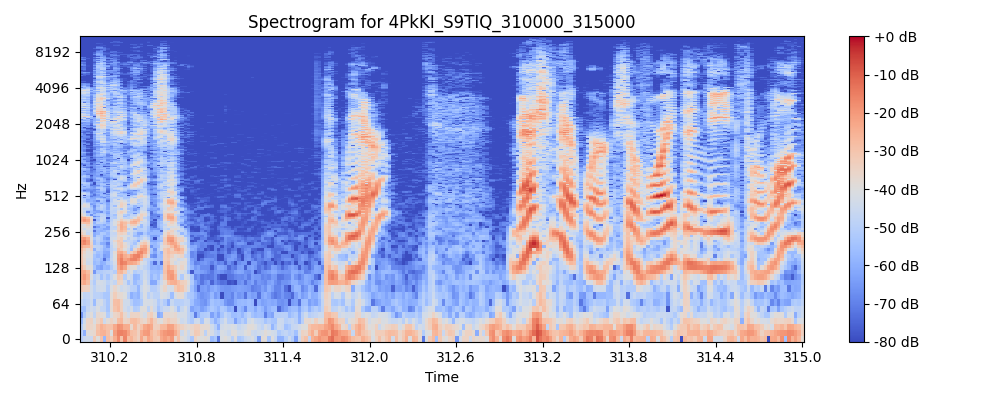 Spectrogram for 4PkKI_S9TIQ_310000_315000
8192
4096
2048
1024
512
256
128
64
0
Hz
310.2 310.8 311.4 312.0 312.6 313.2 313.8 314.4 315.0
Time
+0 dB
-10 dB
-20 dB
-30 dB
-40 dB
-50 dB
-60 dB
-70 dB
-80 dB